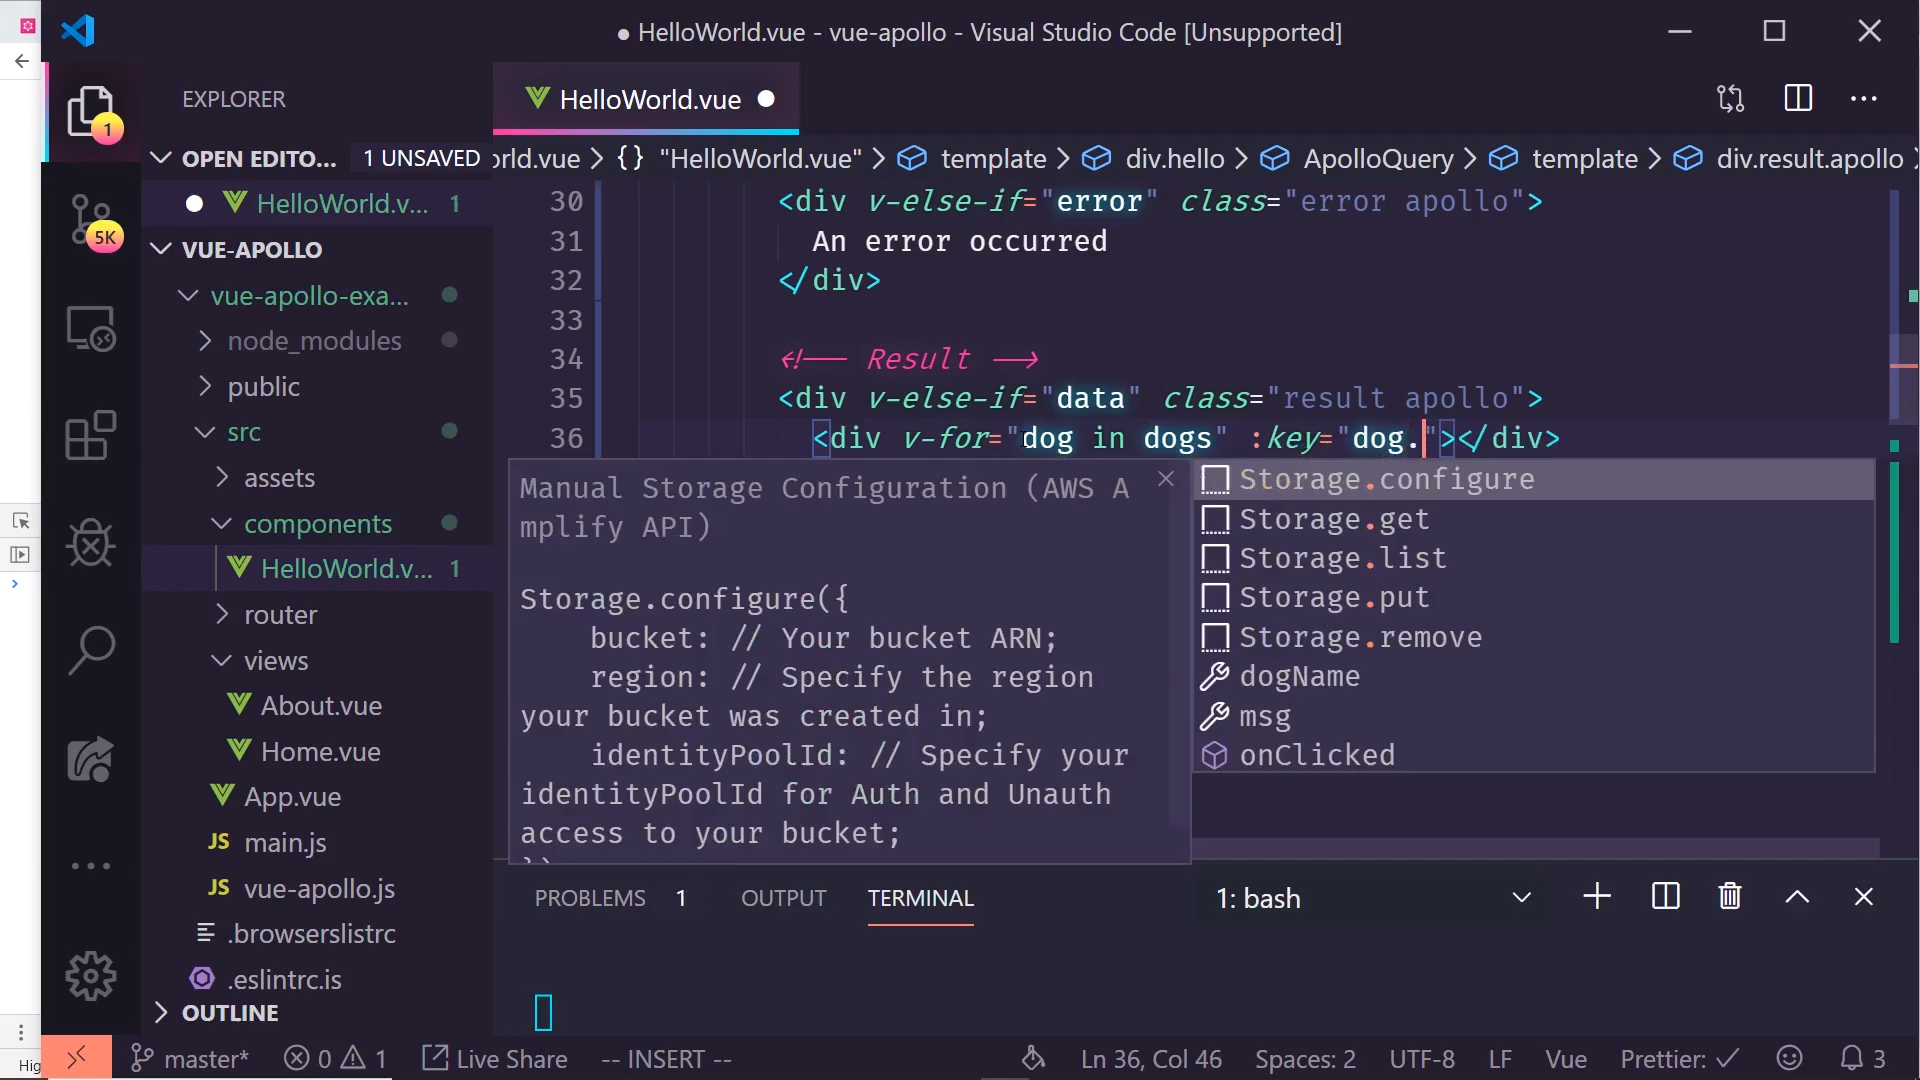 HelloWorld.vue - vue-apollo - Visual Studio Code [Unsupported]
1
EXPLORER
HelloWorld.vue
OPEN EDITO... 1 UNSAVED
orld.vue > {} "HelloWorld.vue" > template > div.hello > ApolloQuery > template > div.result.apollo
HelloWorld.v... 1
5K
VUE-APOLLO
vue-apollo-exa...
node_modules
public
src
assets
components
HelloWorld.v... 1
router
views
About.vue
Home.vue
App.vue
JS main.js
JS vue-apollo.js
.browserslistrc
.eslintrc.js
OUTLINE
30 <div v-else-if="error" class="error apollo">
31 An error occurred
32 </div>
33
34 <!-- Result -->
35 <div v-else-if="data" class="result apollo">
36 <div v-for="dog in dogs" :key="dog."></div>
Manual Storage Configuration (AWS A
mplify API)
Storage.configure({
bucket: // Your bucket ARN;
region: // Specify the region
your bucket was created in;
identityPoolId: // Specify your
identityPoolId for Auth and Unauth
access to your bucket;
Storage.configure
Storage.get
Storage.list
Storage.put
Storage.remove
dogName
msg
onClicked
PROBLEMS 1 OUTPUT TERMINAL 1: bash
Hig
master* 0 1 Live Share -- INSERT -- Ln 36, Col 46 Spaces: 2 UTF-8 LF Vue Prettier: ✓ 3